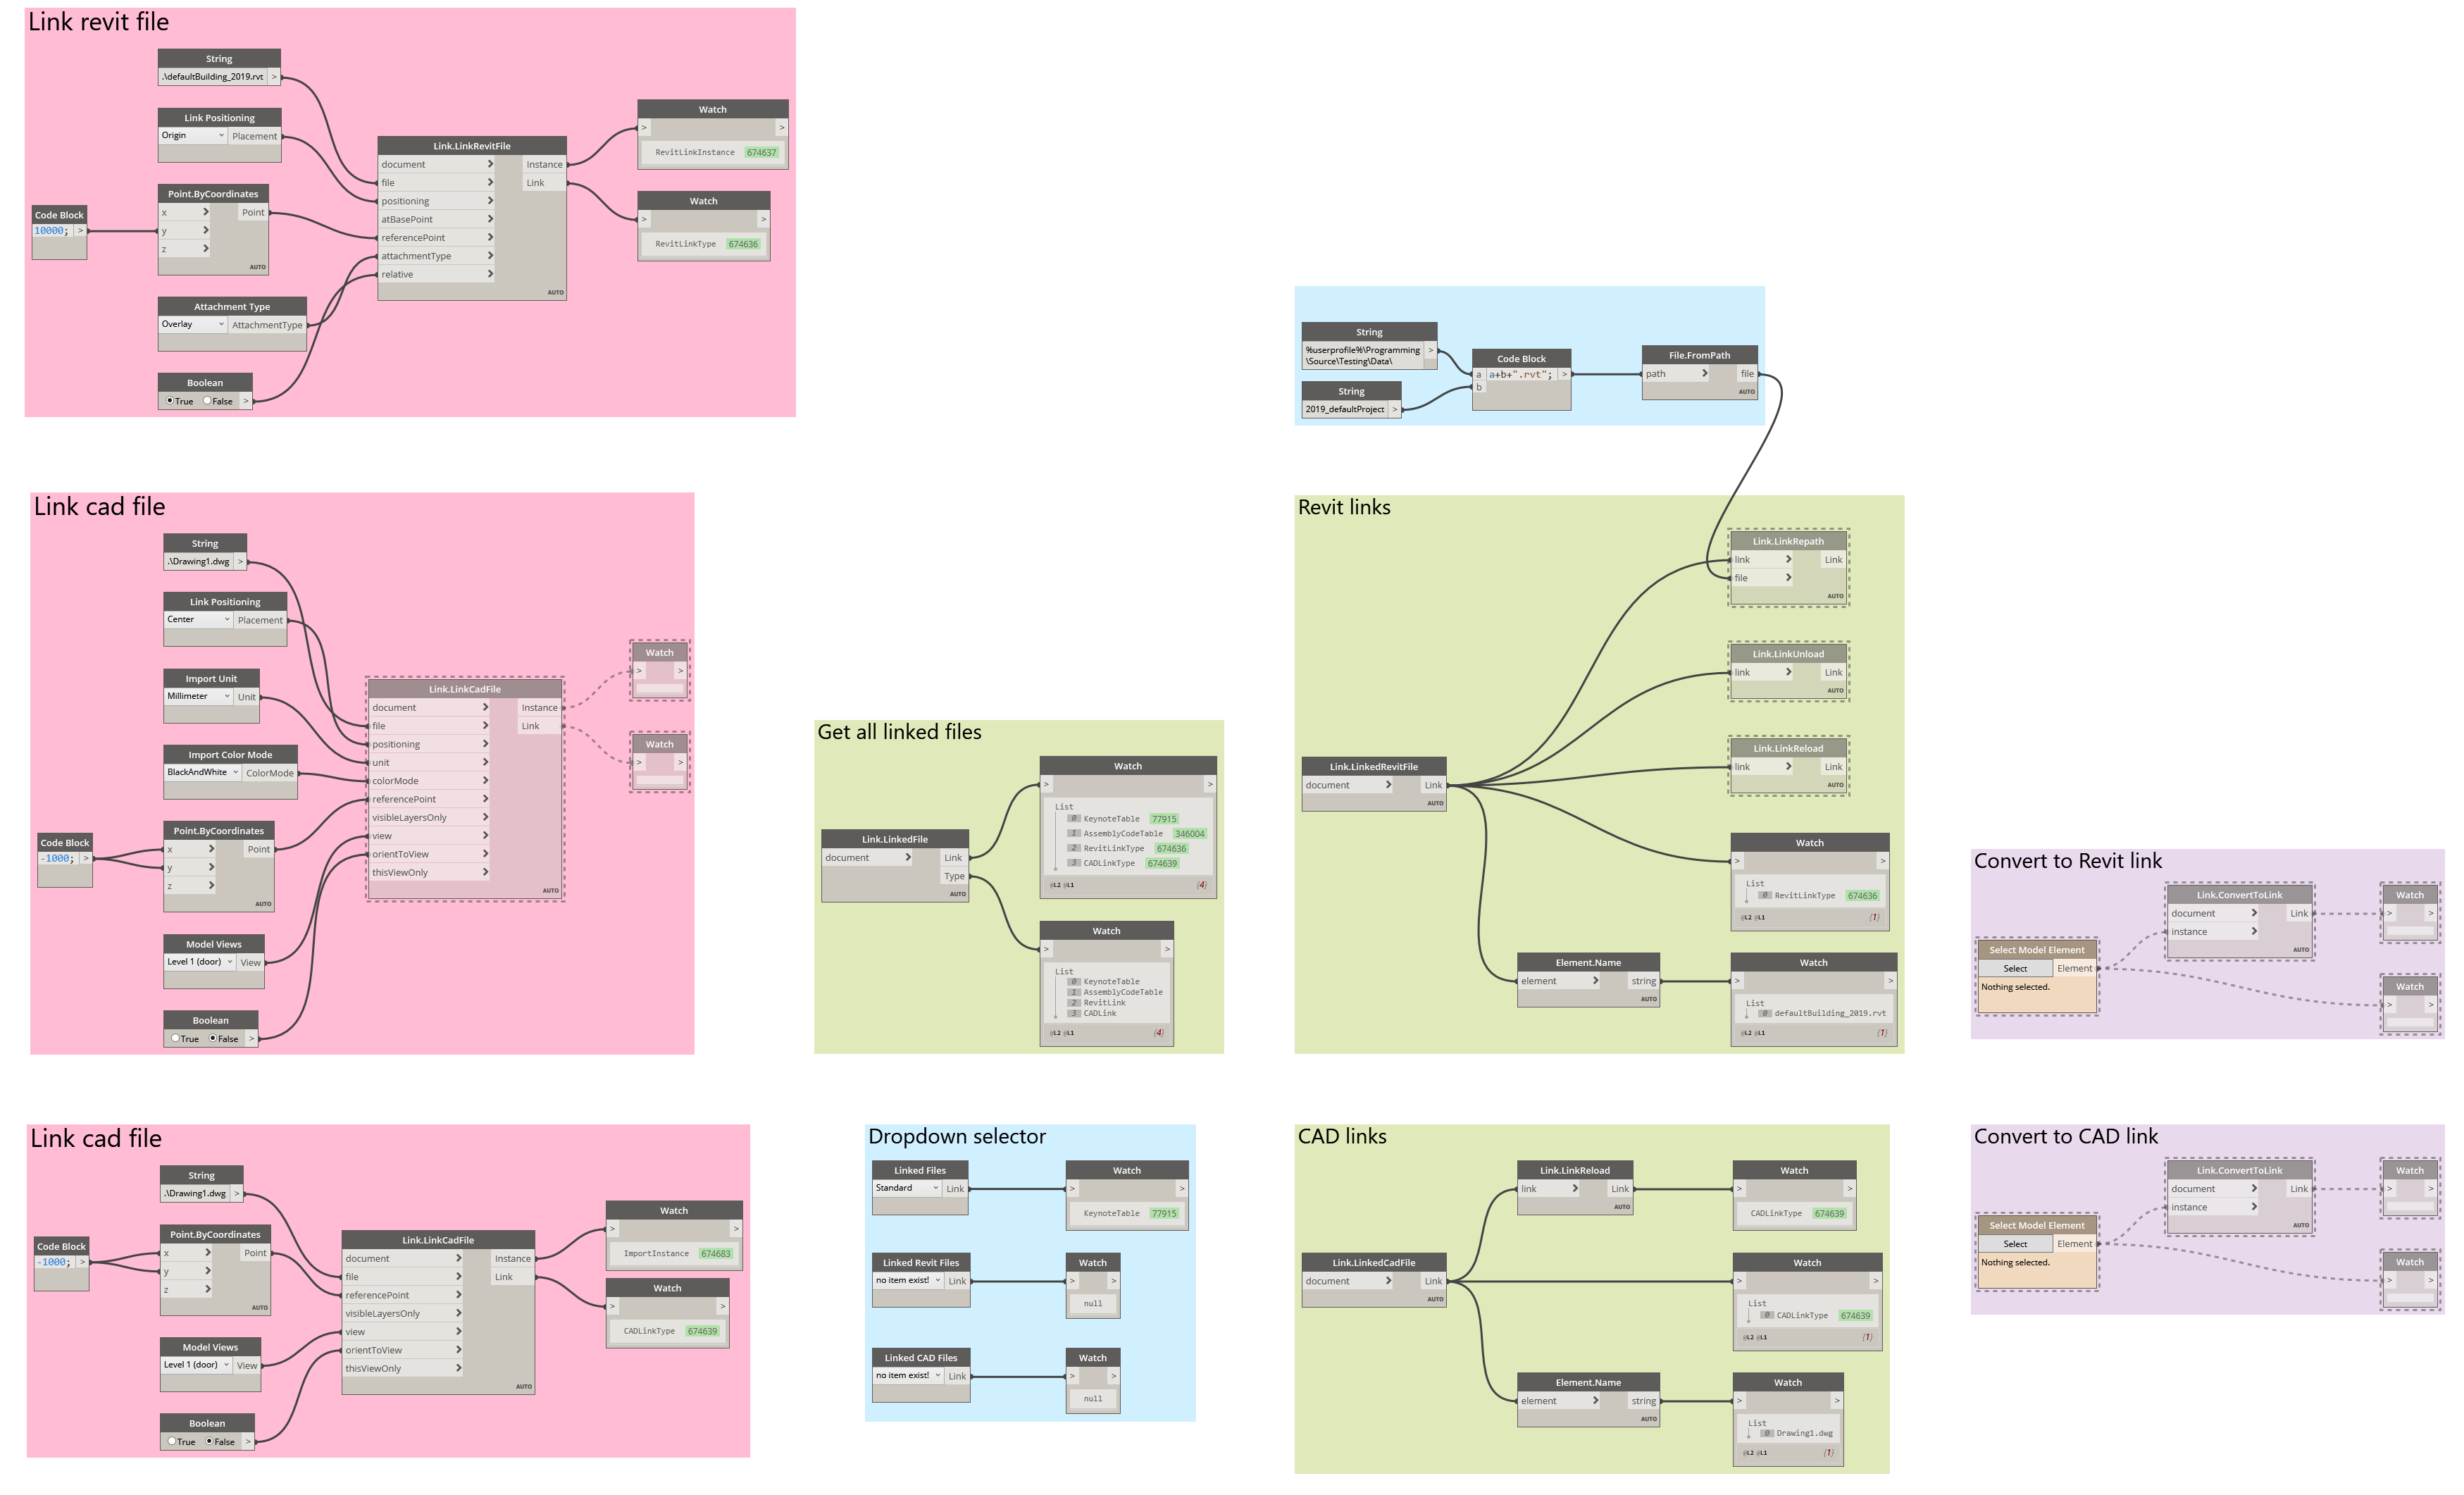 Link revit file
String
.\defaultBuilding_2019.rvt >
Link Positioning
Origin Placement
Point.ByCoordinates
x Point
y
z
AUTO
Code Block
10000; >
Attachment Type
Overlay AttachmentType
Boolean
True False >
Link.LinkRevitFile
document Instance
file Link
positioning
atBasePoint
referencePoint
attachmentType
relative
AUTO
Watch
> >
RevitLinkInstance 674637
Watch
> >
RevitLinkType 674636
String
%userprofile%\Programming >
\Source\Testing\Data\
String
2019_defaultProject >
Code Block
a a+b+".rvt"; >
b
File.FromPath
path file
AUTO
Link cad file
String
.\Drawing1.dwg >
Link Positioning
Center Placement
Import Unit
Millimeter Unit
Import Color Mode
BlackAndWhite ColorMode
Code Block
-1000; >
Point.ByCoordinates
x Point
y
z
AUTO
Model Views
Level 1 (door) View
Boolean
True False >
Link.LinkCadFile
document Instance
file Link
positioning
unit
colorMode
referencePoint
visibleLayersOnly
view
orientToView
thisViewOnly
AUTO
Watch
> >
Watch
> >
Get all linked files
Link.LinkedFile
document Link
Type
AUTO
Watch
> >
List
0 KeynoteTable 77915
1 AssemblyCodeTable 346004
2 RevitLinkType 674636
3 CADLinkType 674639
@L2 @L1 {4}
Watch
> >
List
0 KeynoteTable
1 AssemblyCodeTable
2 RevitLink
3 CADLink
@L2 @L1 {4}
Revit links
Link.LinkRepath
link Link
file
AUTO
Link.LinkUnload
link Link
AUTO
Link.LinkReload
link Link
AUTO
Link.LinkedRevitFile
document Link
AUTO
Watch
> >
List
0 RevitLinkType 674636
@L2 @L1 {1}
Element.Name
element string
AUTO
Watch
> >
List
0 defaultBuilding_2019.rvt
@L2 @L1 {1}
Convert to Revit link
Link.ConvertToLink
document Link
instance
AUTO
Select Model Element
Select Element
Nothing selected.
Watch
> >
Watch
> >
Link cad file
String
.\Drawing1.dwg >
Code Block
-1000; >
Point.ByCoordinates
x Point
y
z
AUTO
Model Views
Level 1 (door) View
Boolean
True False >
Link.LinkCadFile
document Instance
file Link
referencePoint
visibleLayersOnly
view
orientToView
thisViewOnly
AUTO
Watch
> >
ImportInstance 674683
Watch
> >
CADLinkType 674639
Dropdown selector
Linked Files
Standard Link
Watch
> >
KeynoteTable 77915
Linked Revit Files
no item exist! Link
Watch
> >
null
Linked CAD Files
no item exist! Link
Watch
> >
null
CAD links
Link.LinkReload
link Link
AUTO
Watch
> >
CADLinkType 674639
Link.LinkedCadFile
document Link
AUTO
Watch
> >
List
0 CADLinkType 674639
@L2 @L1 {1}
Element.Name
element string
AUTO
Watch
> >
List
0 Drawing1.dwg
@L2 @L1 {1}
Convert to CAD link
Link.ConvertToLink
document Link
instance
AUTO
Select Model Element
Select Element
Nothing selected.
Watch
> >
Watch
> >